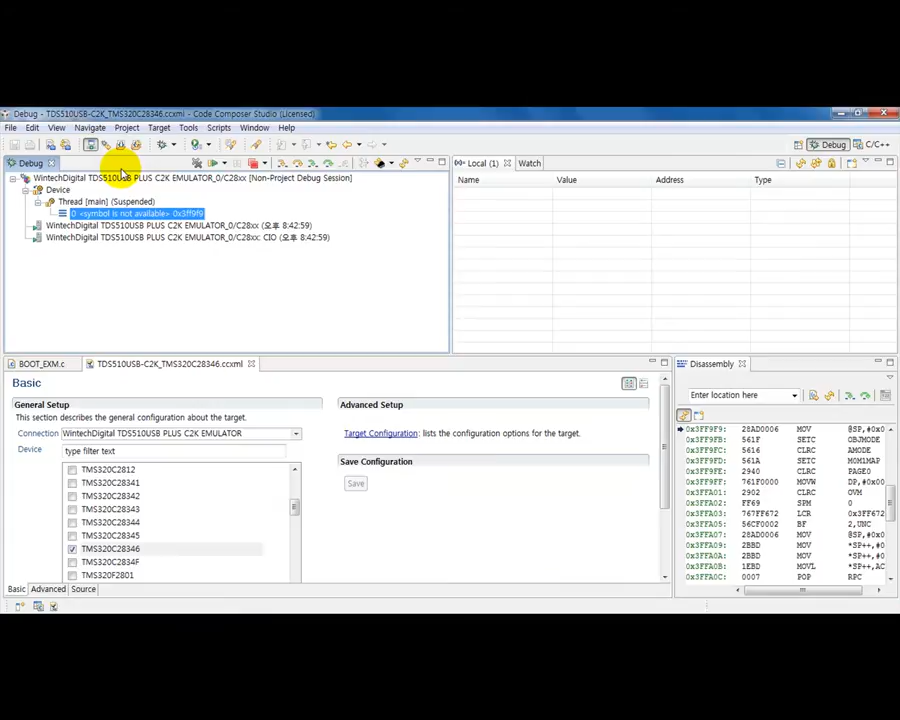 Debug - TDS510USB-C2K_TMS320C28346.ccxml - Code Composer Studio (Licensed)
File Edit View Navigate Project Target Tools Scripts Window Help
Debug C/C++
Debug
WintechDigital TDS510USB PLUS C2K EMULATOR_0/C28xx [Non-Project Debug Session]
Device
Thread [main] (Suspended)
0 <symbol is not available> 0x3ff9f9
WintechDigital TDS510USB PLUS C2K EMULATOR_0/C28xx (오후 8:42:59)
WintechDigital TDS510USB PLUS C2K EMULATOR_0/C28xx: CIO (오후 8:42:59)
Local (1) Watch
Name Value Address Type
BOOT_EXM.c TDS510USB-C2K_TMS320C28346.ccxml
Basic
General Setup
This section describes the general configuration about the target.
Connection WintechDigital TDS510USB PLUS C2K EMULATOR
Device type filter text
TMS320C2812
TMS320C28341
TMS320C28342
TMS320C28343
TMS320C28344
TMS320C28345
TMS320C28346
TMS320C2834F
TMS320F2801
Advanced Setup
Target Configuration: lists the configuration options for the target.
Save Configuration
Save
Basic Advanced Source
Disassembly
Enter location here
0x3FF9F9: 28AD0006 MOV @SP,#0x0
0x3FF9FB: 561F SETC OBJMODE
0x3FF9FC: 5616 CLRC AMODE
0x3FF9FD: 561A SETC M0M1MAP
0x3FF9FE: 2940 CLRC PAGE0
0x3FF9FF: 761F0000 MOVW DP,#0x00
0x3FFA01: 2902 CLRC OVM
0x3FFA02: FF69 SPM 0
0x3FFA03: 767FF672 LCR 0x3FF672
0x3FFA05: 56CF0002 BF 2,UNC
0x3FFA07: 28AD0006 MOV @SP,#0x0
0x3FFA09: 2BBD MOV *SP++,#0
0x3FFA0A: 2BBD MOV *SP++,#0
0x3FFA0B: 1EBD MOVL *SP++,AC
0x3FFA0C: 0007 POP RPC